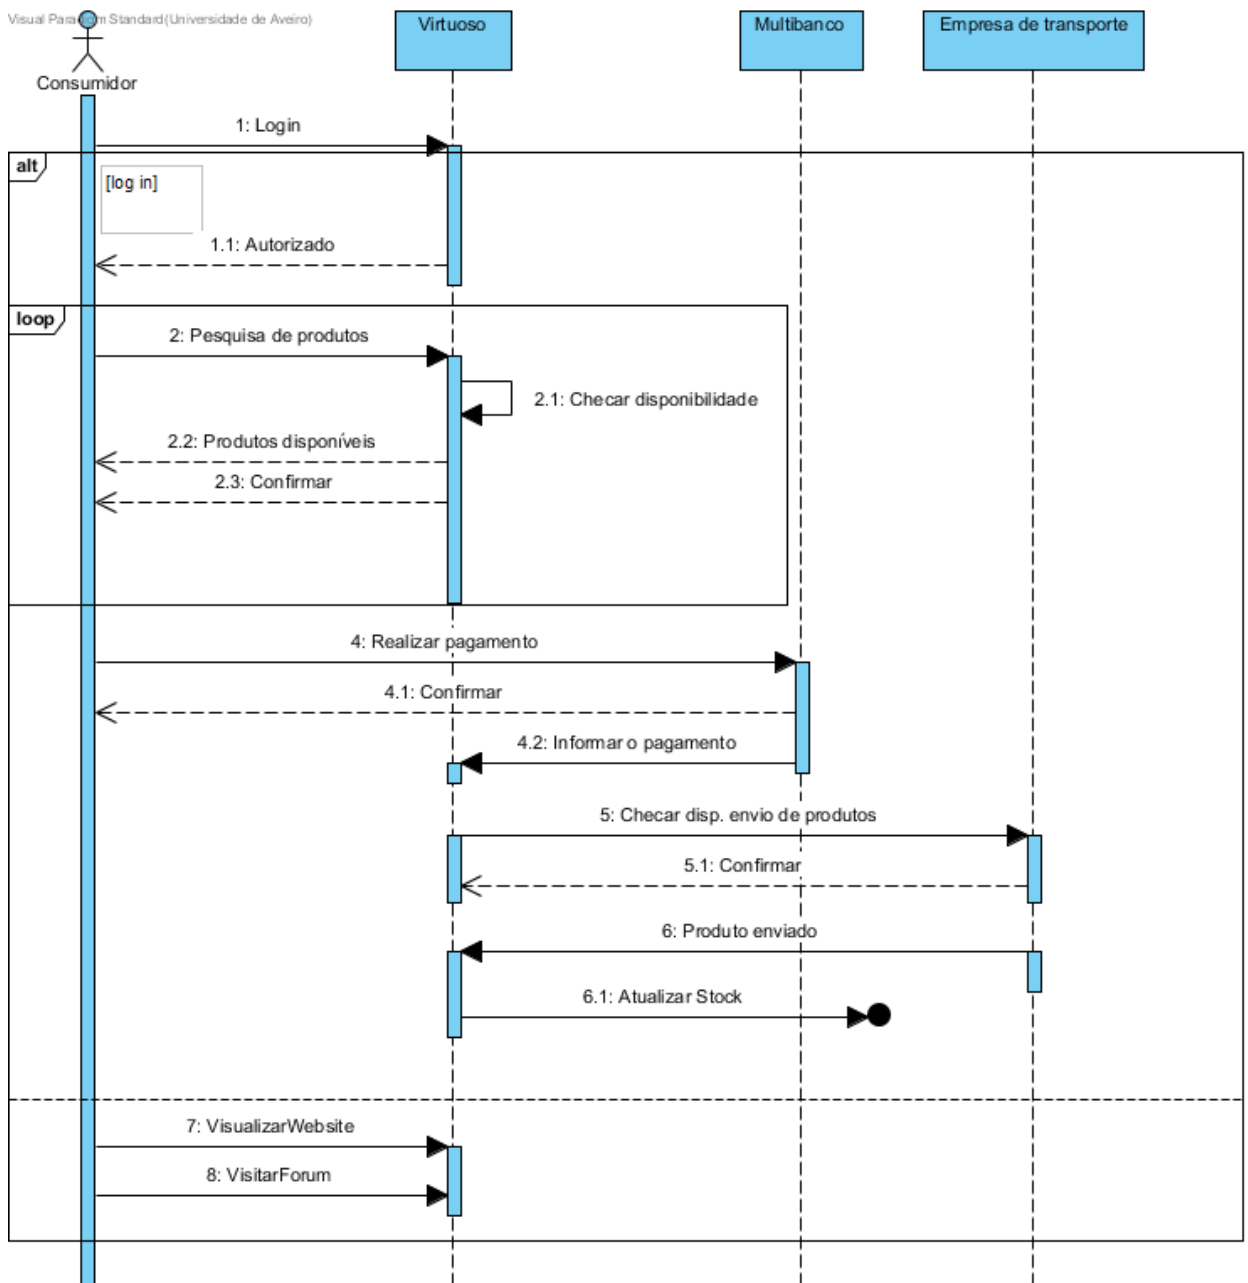 Visual Paradigm Standard(Universidade de Aveiro)
Virtuoso
Multibanco
Empresa de transporte
Consumidor
1: Login
alt
[log in]
1.1: Autorizado
loop
2: Pesquisa de produtos
2.1: Checar disponibilidade
2.2: Produtos disponíveis
2.3: Confirmar
4: Realizar pagamento
4.1: Confirmar
4.2: Informar o pagamento
5: Checar disp. envio de produtos
5.1: Confirmar
6: Produto enviado
6.1: Atualizar Stock
7: VisualizarWebsite
8: VisitarForum